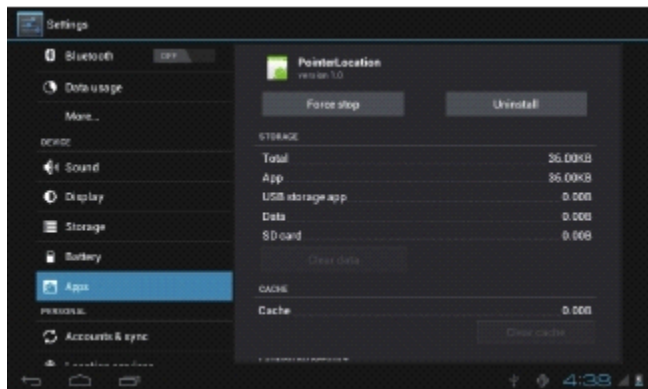 Settings
Bluetooth OFF
Data usage
More...
DEVICE
Sound
Display
Storage
Battery
Apps
PERSONAL
Accounts & sync
Location services
PointerLocation
version 1.0
Force stop Uninstall
STORAGE
Total 36.00KB
App 36.00KB
USB storage app 0.00B
Data 0.00B
SD card 0.00B
Clear data
CACHE
Cache 0.00B
Clear cache
4:38